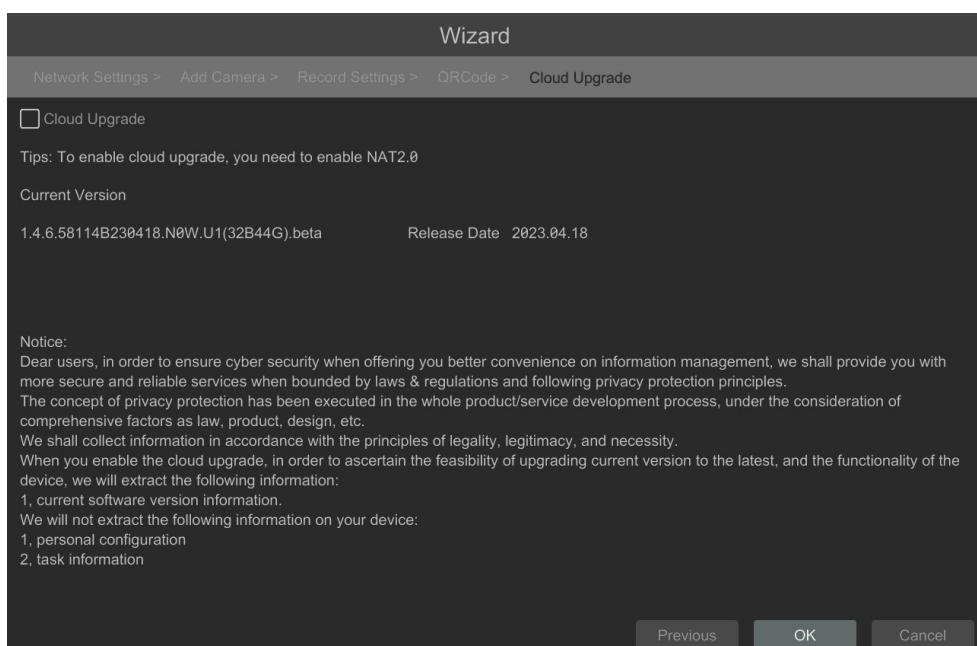 Wizard
Network Settings > Add Camera > Record Settings > QRCode > Cloud Upgrade
Cloud Upgrade
Tips: To enable cloud upgrade, you need to enable NAT2.0
Current Version
1.4.6.58114B230418.N0W.U1(32B44G).beta Release Date 2023.04.18
Notice:
Dear users, in order to ensure cyber security when offering you better convenience on information management, we shall provide you with
more secure and reliable services when bounded by laws & regulations and following privacy protection principles.
The concept of privacy protection has been executed in the whole product/service development process, under the consideration of
comprehensive factors as law, product, design, etc.
We shall collect information in accordance with the principles of legality, legitimacy, and necessity.
When you enable the cloud upgrade, in order to ascertain the feasibility of upgrading current version to the latest, and the functionality of the
device, we will extract the following information:
1, current software version information.
We will not extract the following information on your device:
1, personal configuration
2, task information
Previous OK Cancel